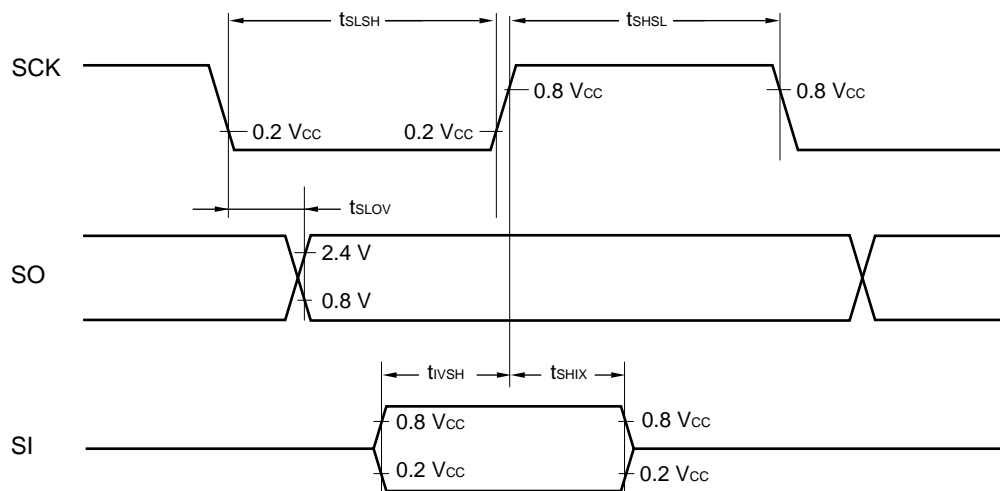 tSLSH tSHSL
SCK
0.8 VCC 0.8 VCC
0.2 VCC 0.2 VCC
tSLOV
2.4 V
SO
0.8 V
tIVSH tSHIX
0.8 VCC 0.8 VCC
SI
0.2 VCC 0.2 VCC